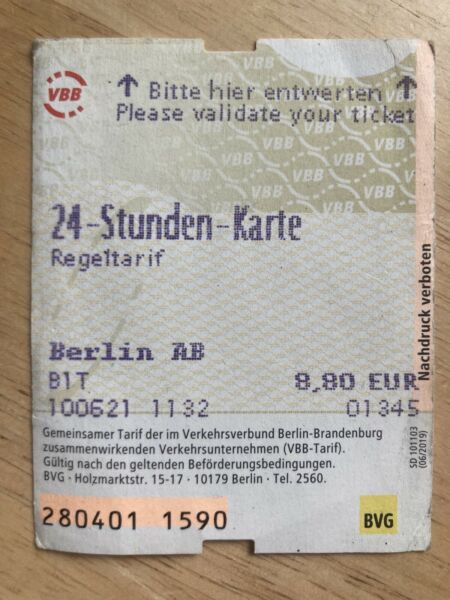 VBB
↑ Bitte hier entwerten ↑
Please validate your ticket
24-Stunden-Karte
Regeltarif
Berlin AB
B1T 8,80 EUR
100621 1132 01345
Gemeinsamer Tarif der im Verkehrsverbund Berlin-Brandenburg
zusammenwirkenden Verkehrsunternehmen (VBB-Tarif).
Gültig nach den geltenden Beförderungsbedingungen.
BVG · Holzmarktstr. 15-17 · 10179 Berlin · Tel. 2560.
280401 1590
BVG
Nachdruck verboten
SD 101103
(06/2019)